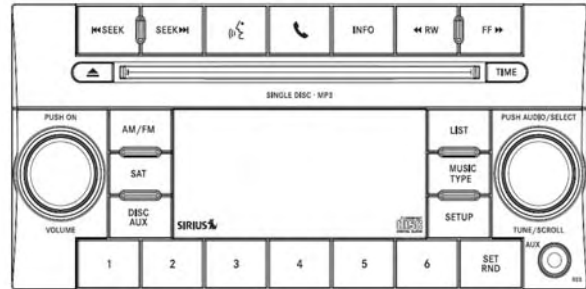 SEEK
SEEK
INFO
RW
FF
TIME
SINGLE DISC · MP3
PUSH ON
VOLUME
AM/FM
SAT
DISC
AUX
SIRIUS
LIST
MUSIC
TYPE
SETUP
PUSH AUDIO/SELECT
TUNE/SCROLL
AUX
1
2
3
4
5
6
SET
RND
RES